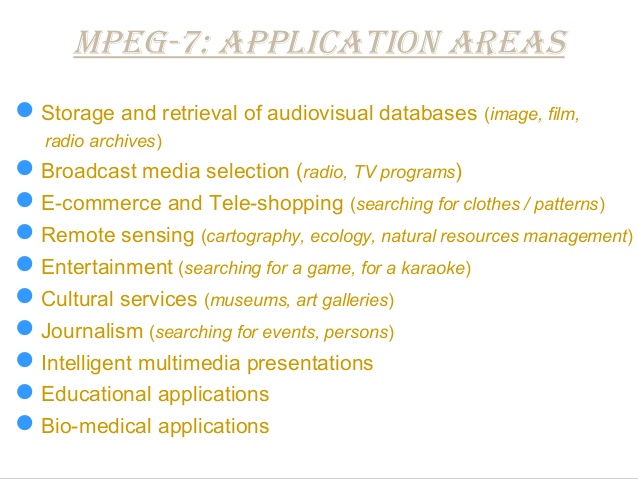 MPEG-7: APPLICATION AREAS
Storage and retrieval of audiovisual databases (image, film,
radio archives)
Broadcast media selection (radio, TV programs)
E-commerce and Tele-shopping (searching for clothes / patterns)
Remote sensing (cartography, ecology, natural resources management)
Entertainment (searching for a game, for a karaoke)
Cultural services (museums, art galleries)
Journalism (searching for events, persons)
Intelligent multimedia presentations
Educational applications
Bio-medical applications